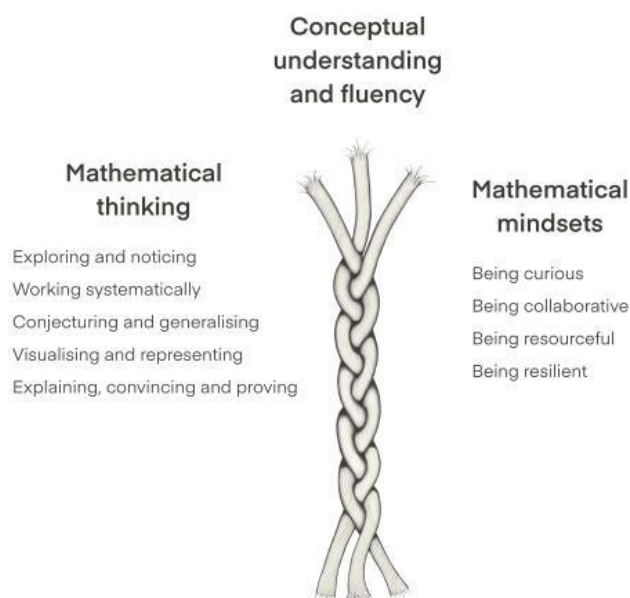 Conceptual
understanding
and fluency
Mathematical
thinking
Exploring and noticing
Working systematically
Conjecturing and generalising
Visualising and representing
Explaining, convincing and proving
Mathematical
mindsets
Being curious
Being collaborative
Being resourceful
Being resilient